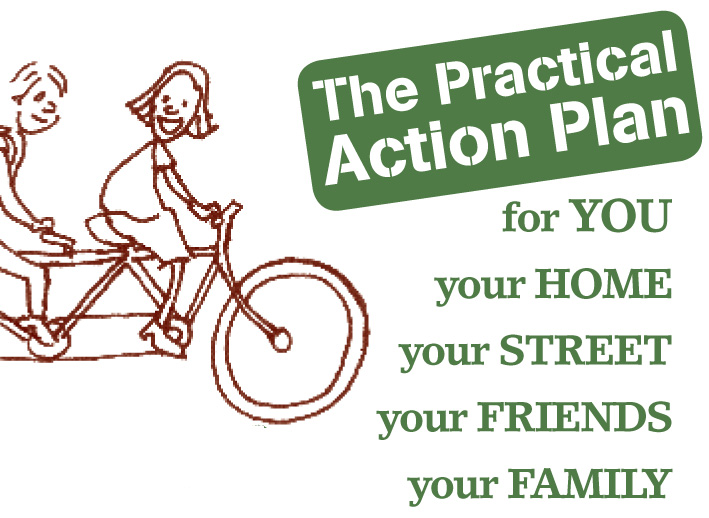 The Practical
Action Plan
for YOU
your HOME
your STREET
your FRIENDS
your FAMILY